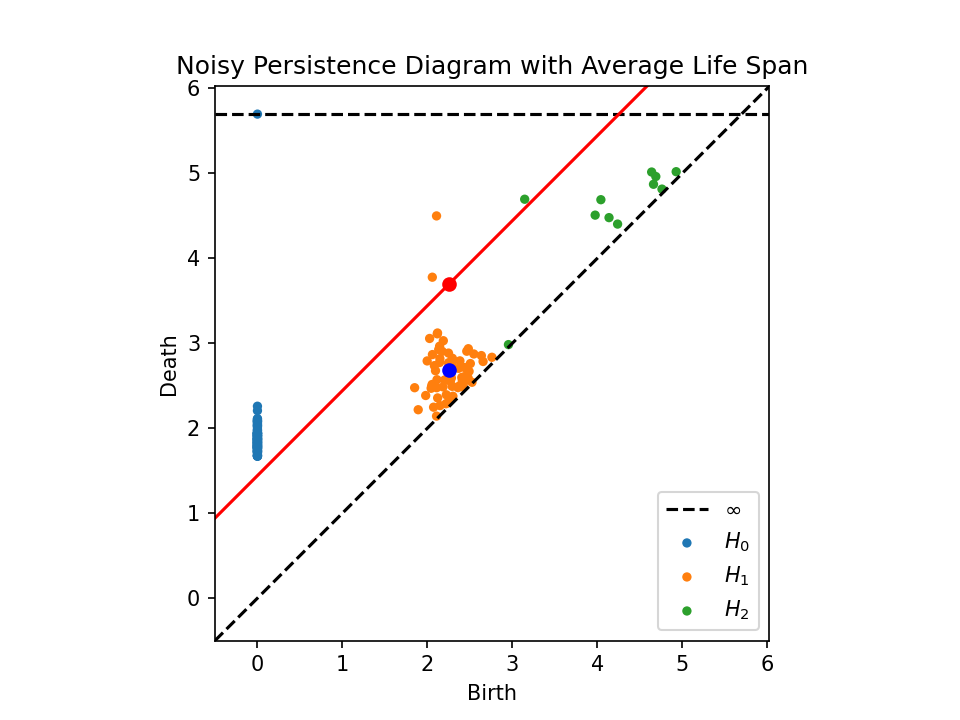 Noisy Persistence Diagram with Average Life Span
6
5
4
3
2
1
0
Death
0 1 2 3 4 5 6
Birth
∞
H₀
H₁
H₂